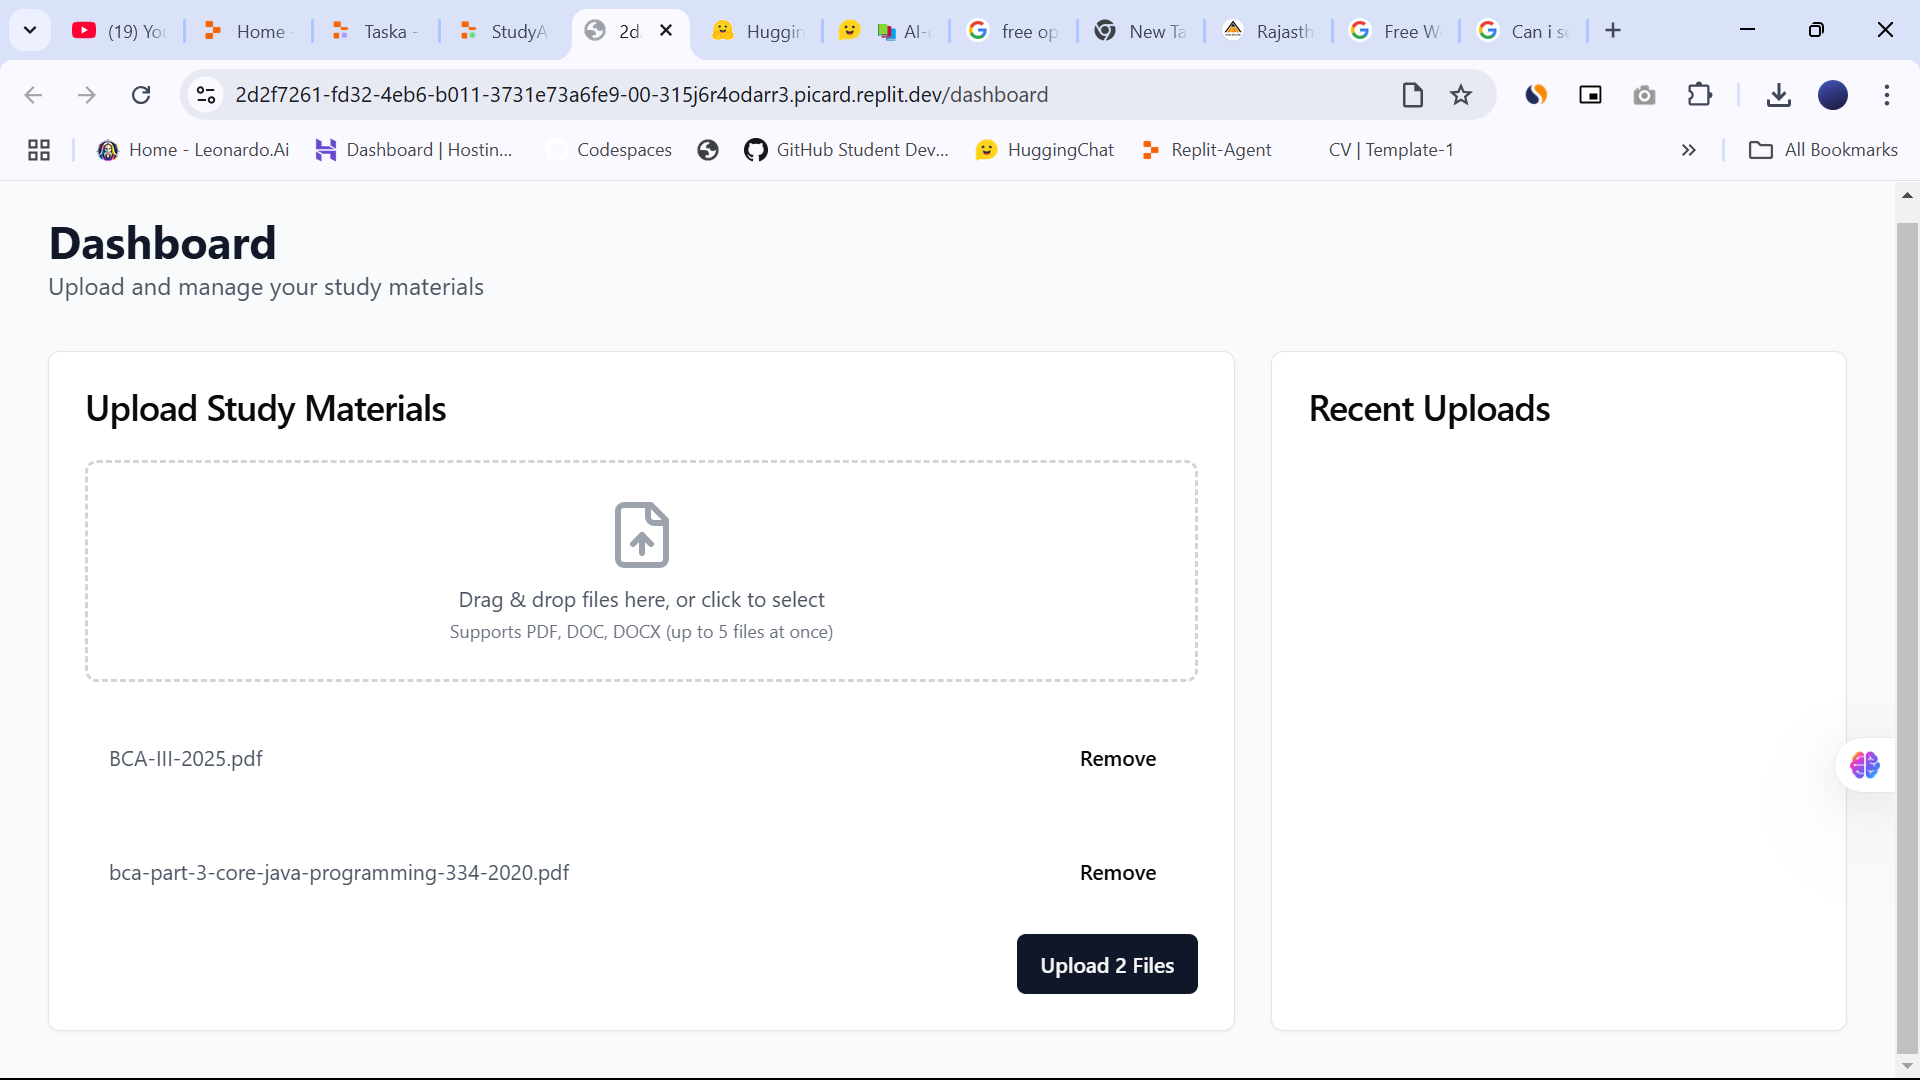 (19) Yo
Home
Taska -
StudyA
2d
Huggin
AI-
free op
New Ta
Rajasth
Free W
Can i se
2d2f7261-fd32-4eb6-b011-3731e73a6fe9-00-315j6r4odarr3.picard.replit.dev/dashboard
Home - Leonardo.Ai
Dashboard | Hostin...
Codespaces
GitHub Student Dev...
HuggingChat
Replit-Agent
CV | Template-1
All Bookmarks
Dashboard
Upload and manage your study materials
Upload Study Materials
Drag & drop files here, or click to select
Supports PDF, DOC, DOCX (up to 5 files at once)
BCA-III-2025.pdf
Remove
bca-part-3-core-java-programming-334-2020.pdf
Remove
Upload 2 Files
Recent Uploads